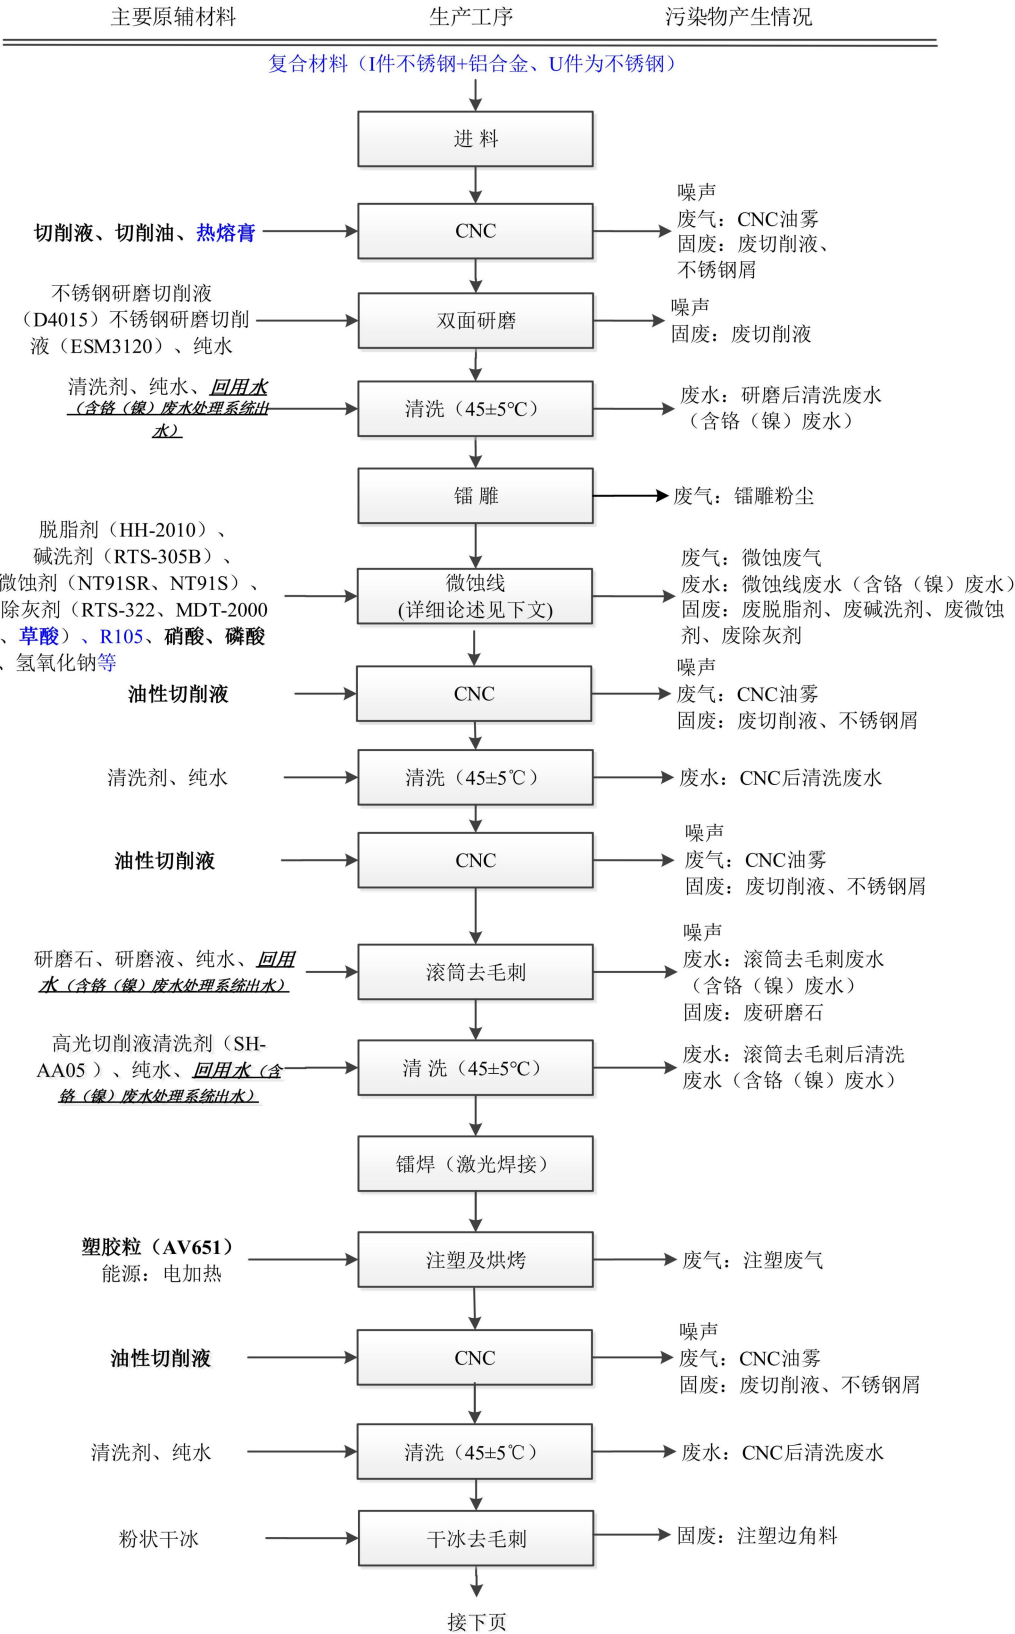 主要原辅材料
生产工序
污染物产生情况
复合材料（I件不锈钢+铝合金、U件为不锈钢）
进 料
切削液、切削油、热熔膏
CNC
噪声
废气：CNC油雾
固废：废切削液、
不锈钢屑
不锈钢研磨切削液
（D4015）不锈钢研磨切削
液（ESM3120）、纯水
双面研磨
噪声
固废：废切削液
清洗剂、纯水、回用水
（含铬（镍）废水处理系统出
水）
清洗（45±5℃）
废水：研磨后清洗废水
（含铬（镍）废水）
镭 雕
废气：镭雕粉尘
脱脂剂（HH-2010）、
碱洗剂（RTS-305B）、
微蚀剂（NT91SR、NT91S）、
除灰剂（RTS-322、MDT-2000
、草酸）、R105、硝酸、磷酸
、氢氧化钠等
微蚀线
(详细论述见下文)
废气：微蚀废气
废水：微蚀线废水（含铬（镍）废水）
固废：废脱脂剂、废碱洗剂、废微蚀
剂、废除灰剂
油性切削液
CNC
噪声
废气：CNC油雾
固废：废切削液、不锈钢屑
清洗剂、纯水
清洗（45±5℃）
废水：CNC后清洗废水
油性切削液
CNC
噪声
废气：CNC油雾
固废：废切削液、不锈钢屑
研磨石、研磨液、纯水、回用
水（含铬（镍）废水处理系统出水）
滚筒去毛刺
噪声
废水：滚筒去毛刺废水
（含铬（镍）废水）
固废：废研磨石
高光切削液清洗剂（SH-
AA05 ）、纯水、回用水（含
铬（镍）废水处理系统出水）
清 洗（45±5℃）
废水：滚筒去毛刺后清洗
废水（含铬（镍）废水）
镭焊（激光焊接）
塑胶粒（AV651）
能源：电加热
注塑及烘烤
废气：注塑废气
油性切削液
CNC
噪声
废气：CNC油雾
固废：废切削液、不锈钢屑
清洗剂、纯水
清洗（45±5℃）
废水：CNC后清洗废水
粉状干冰
干冰去毛刺
固废：注塑边角料
接下页